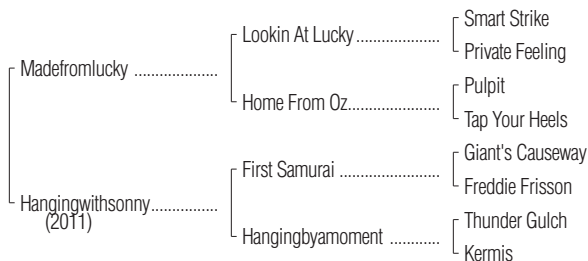 Smart Strike
Lookin At Lucky ....................
Private Feeling
Madefromlucky ....................
Pulpit
Home From Oz......................
Tap Your Heels
Giant's Causeway
First Samurai ........................
Freddie Frisson
Hangingwithsonny................
(2011)
Thunder Gulch
Hangingbyamoment ............
Kermis